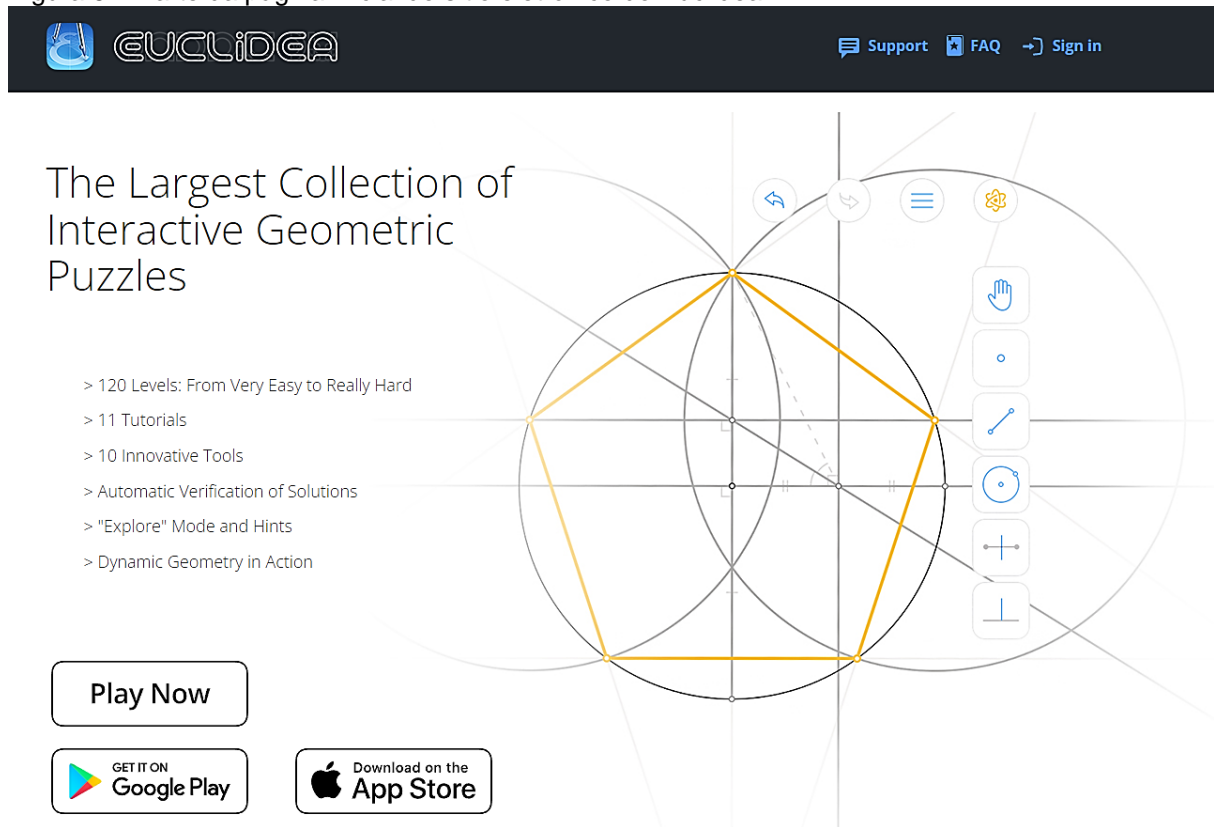 EUCLiDEA
Support FAQ Sign in
The Largest Collection of
Interactive Geometric
Puzzles
> 120 Levels: From Very Easy to Really Hard
> 11 Tutorials
> 10 Innovative Tools
> Automatic Verification of Solutions
> "Explore" Mode and Hints
> Dynamic Geometry in Action
Play Now
GET IT ON
Google Play
Download on the
App Store